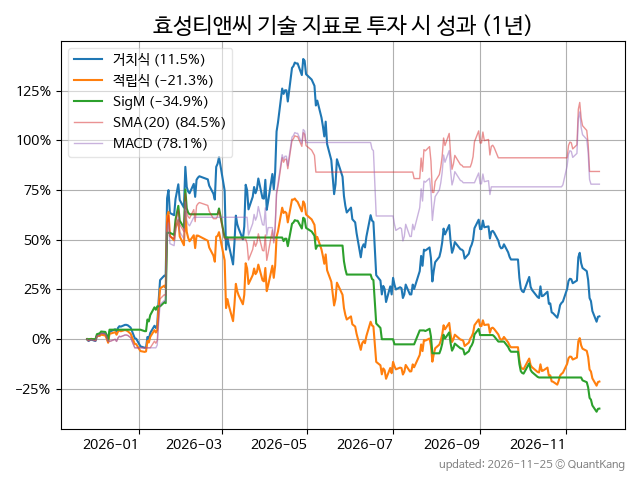 효성티앤씨 기술 지표로 투자 시 성과 (1년)
거치식 (11.5%)
적립식 (−21.3%)
SigM (−34.9%)
SMA(20) (84.5%)
MACD (78.1%)
125%
100%
75%
50%
25%
0%
−25%
2026-01
2026-03
2026-05
2026-07
2026-09
2026-11
updated: 2026-11-25 ⓒ QuantKang